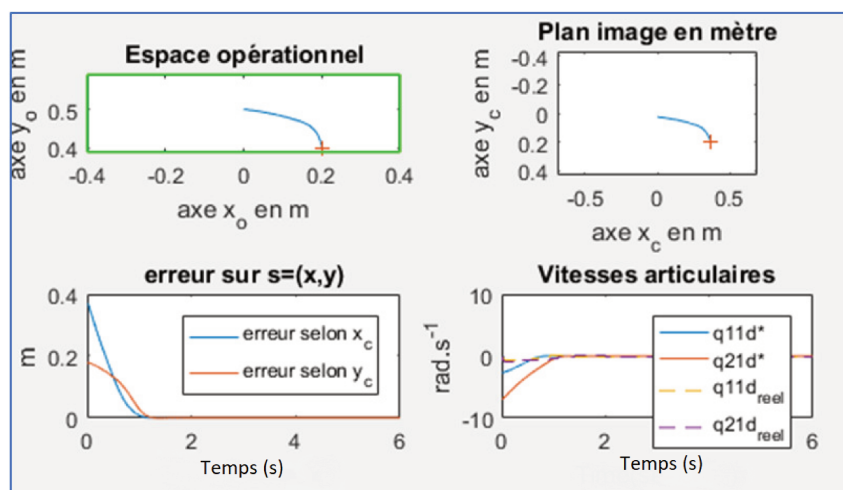 Espace opérationnel
axe y_o en m
0.5
0.4
-0.4
-0.2
0
0.2
0.4
axe x_o en m
Plan image en mètre
axe y_c en m
-0.4
-0.2
0
0.2
0.4
-0.5
0
0.5
axe x_c en m
erreur sur s=(x,y)
m
0.4
0.2
0
erreur selon x_c
erreur selon y_c
0
2
4
6
Temps (s)
Vitesses articulaires
rad.s⁻¹
10
0
-10
q11d*
q21d*
q11d_reel
q21d_reel
0
2
4
6
Temps (s)